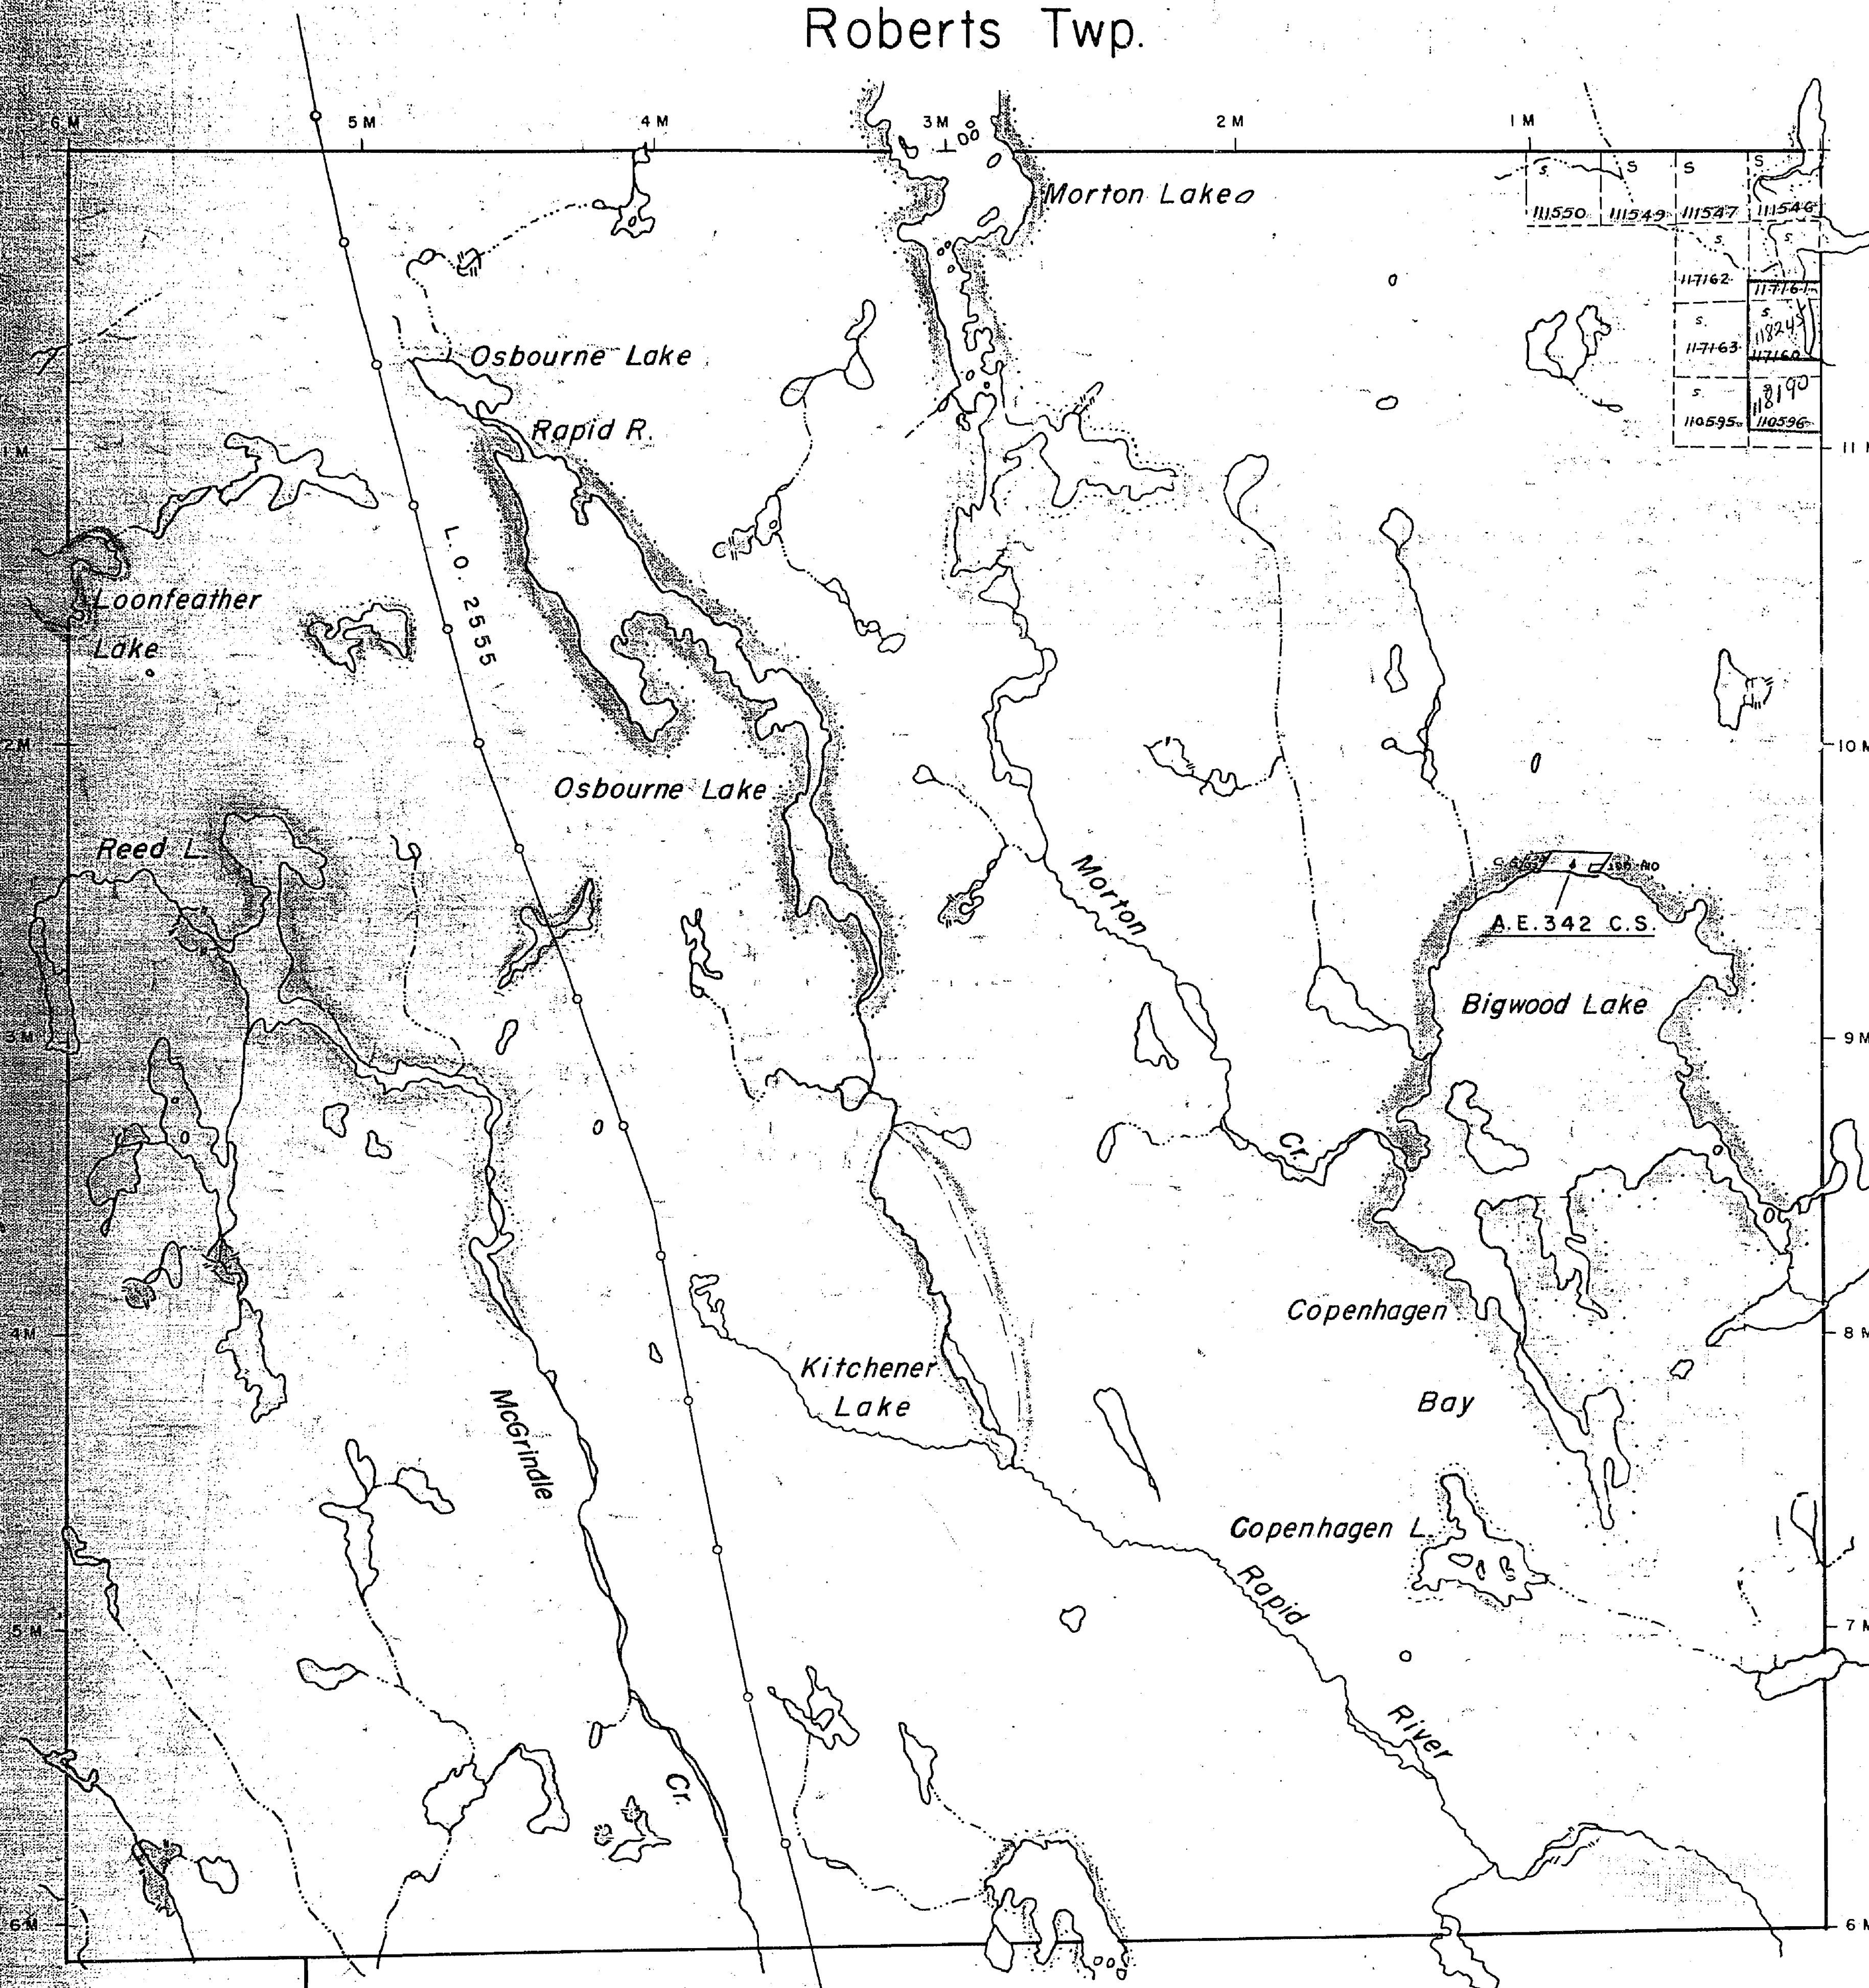 Roberts Twp.
6 M
5 M
4 M
3 M
2 M
1 M
Morton Lake
S
S
S
S
111550
111549
111547
111546
S
S
117162
117161
Osbourne Lake
S
S
118245
117163
117160
Rapid R.
S
118190
110595
110596
1 M
11 M
L.O. 2555
Loonfeather
Lake
2 M
10 M
Osbourne Lake
Reed L.
Morton
A.E. 342 C.S.
Bigwood Lake
3 M
9 M
Cr.
Copenhagen
4 M
8 M
Kitchener
Lake
Bay
McGrindle
Copenhagen L.
Rapid
5 M
7 M
River
Cr.
6 M
6 M